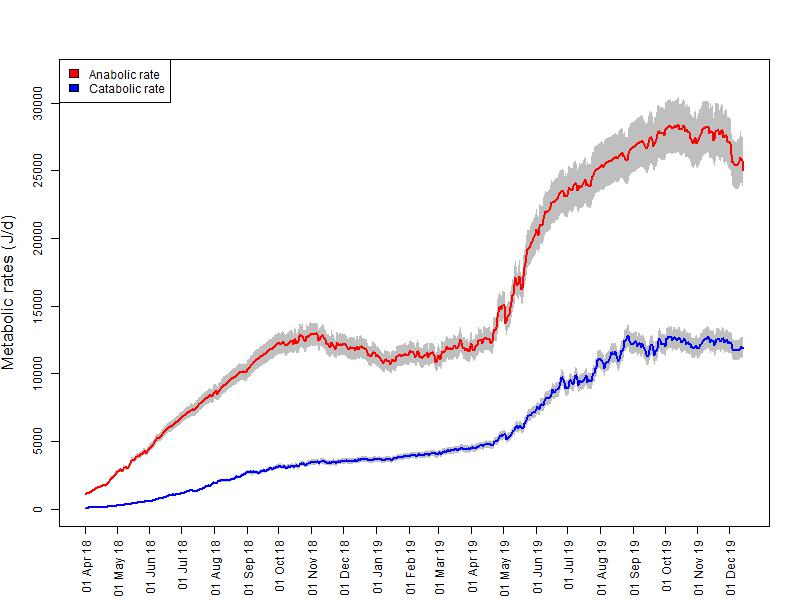 Anabolic rate
Catabolic rate
Metabolic rates (J/d)
30000
25000
20000
15000
10000
5000
0
01 Apr 18
01 May 18
01 Jun 18
01 Jul 18
01 Aug 18
01 Sep 18
01 Oct 18
01 Nov 18
01 Dec 18
01 Jan 19
01 Feb 19
01 Mar 19
01 Apr 19
01 May 19
01 Jun 19
01 Jul 19
01 Aug 19
01 Sep 19
01 Oct 19
01 Nov 19
01 Dec 19